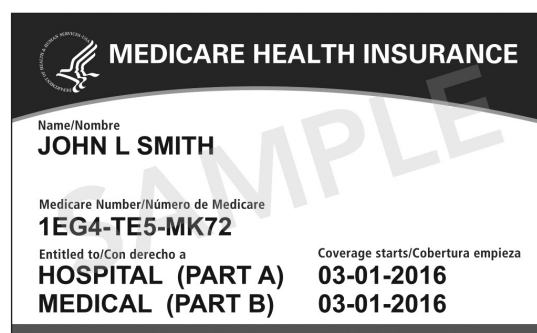 MEDICARE HEALTH INSURANCE
Name/Nombre
JOHN L SMITH
Medicare Number/Número de Medicare
1EG4-TE5-MK72
Entitled to/Con derecho a Coverage starts/Cobertura empieza
HOSPITAL (PART A) 03-01-2016
MEDICAL (PART B) 03-01-2016
SAMPLE